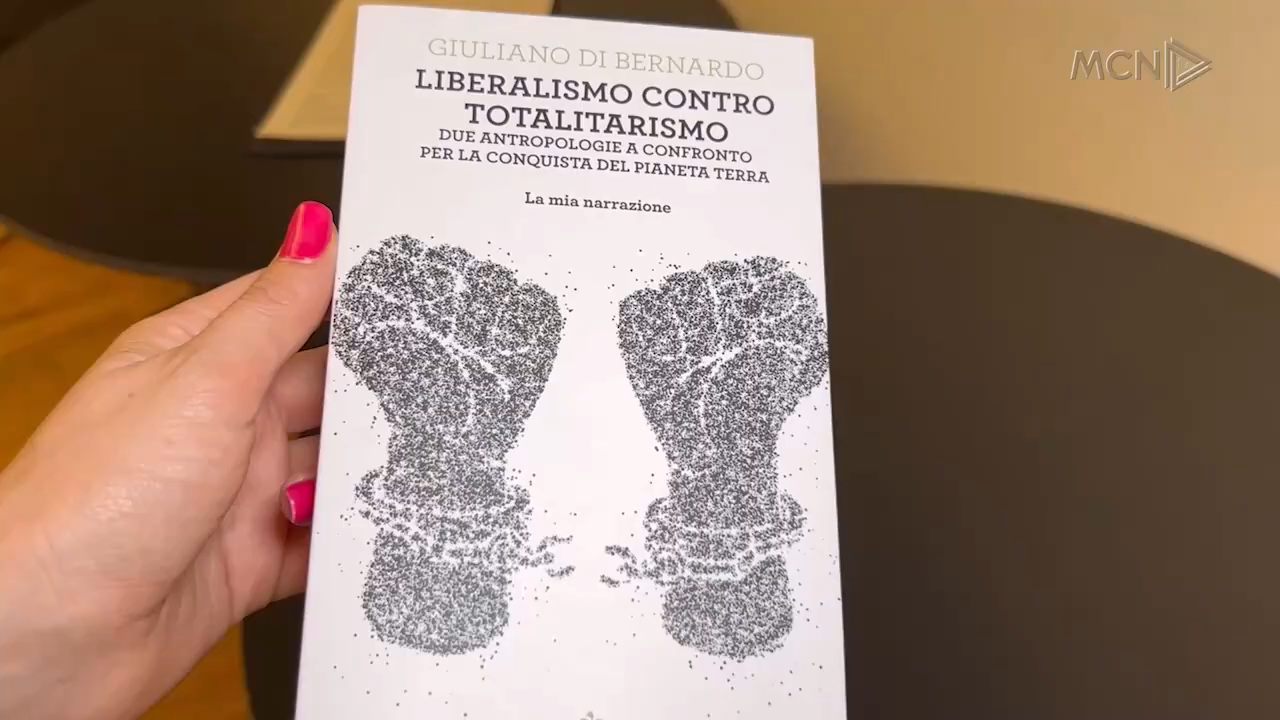 GIULIANO DI BERNARDO
LIBERALISMO CONTRO
TOTALITARISMO
DUE ANTROPOLOGIE A CONFRONTO
PER LA CONQUISTA DEL PIANETA TERRA
La mia narrazione
MCN